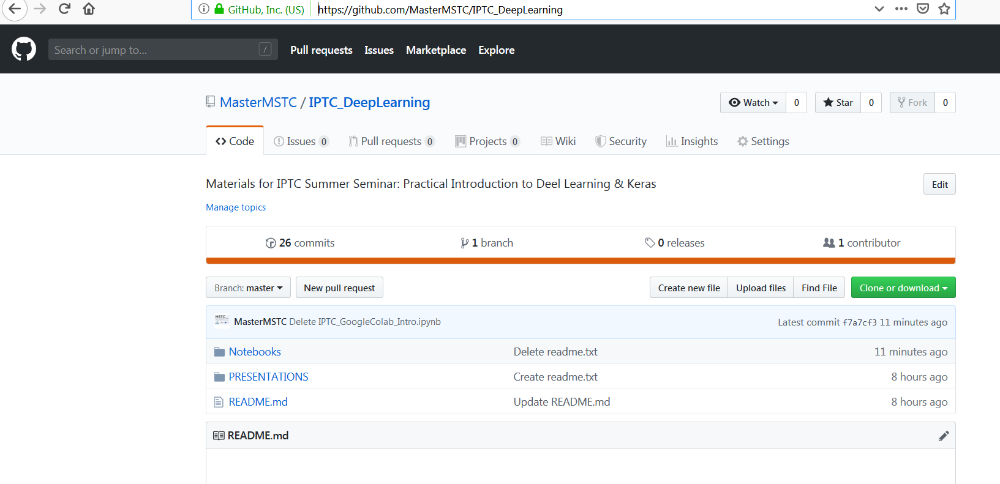 GitHub, Inc. (US) https://github.com/MasterMSTC/IPTC_DeepLearning
Search or jump to... / Pull requests Issues Marketplace Explore
MasterMSTC / IPTC_DeepLearning Watch 0 Star 0 Fork 0
Code Issues 0 Pull requests 0 Projects 0 Wiki Security Insights Settings
Materials for IPTC Summer Seminar: Practical Introduction to Deel Learning & Keras Edit
Manage topics
26 commits 1 branch 0 releases 1 contributor
Branch: master New pull request Create new file Upload files Find File Clone or download
MSTC MasterMSTC Delete IPTC_GoogleColab_Intro.ipynb Latest commit f7a7cf3 11 minutes ago
Notebooks Delete readme.txt 11 minutes ago
PRESENTATIONS Create readme.txt 8 hours ago
README.md Update README.md 8 hours ago
README.md